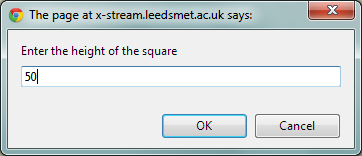 The page at x-stream.leedsmet.ac.uk says:
Enter the height of the square
50
OK Cancel